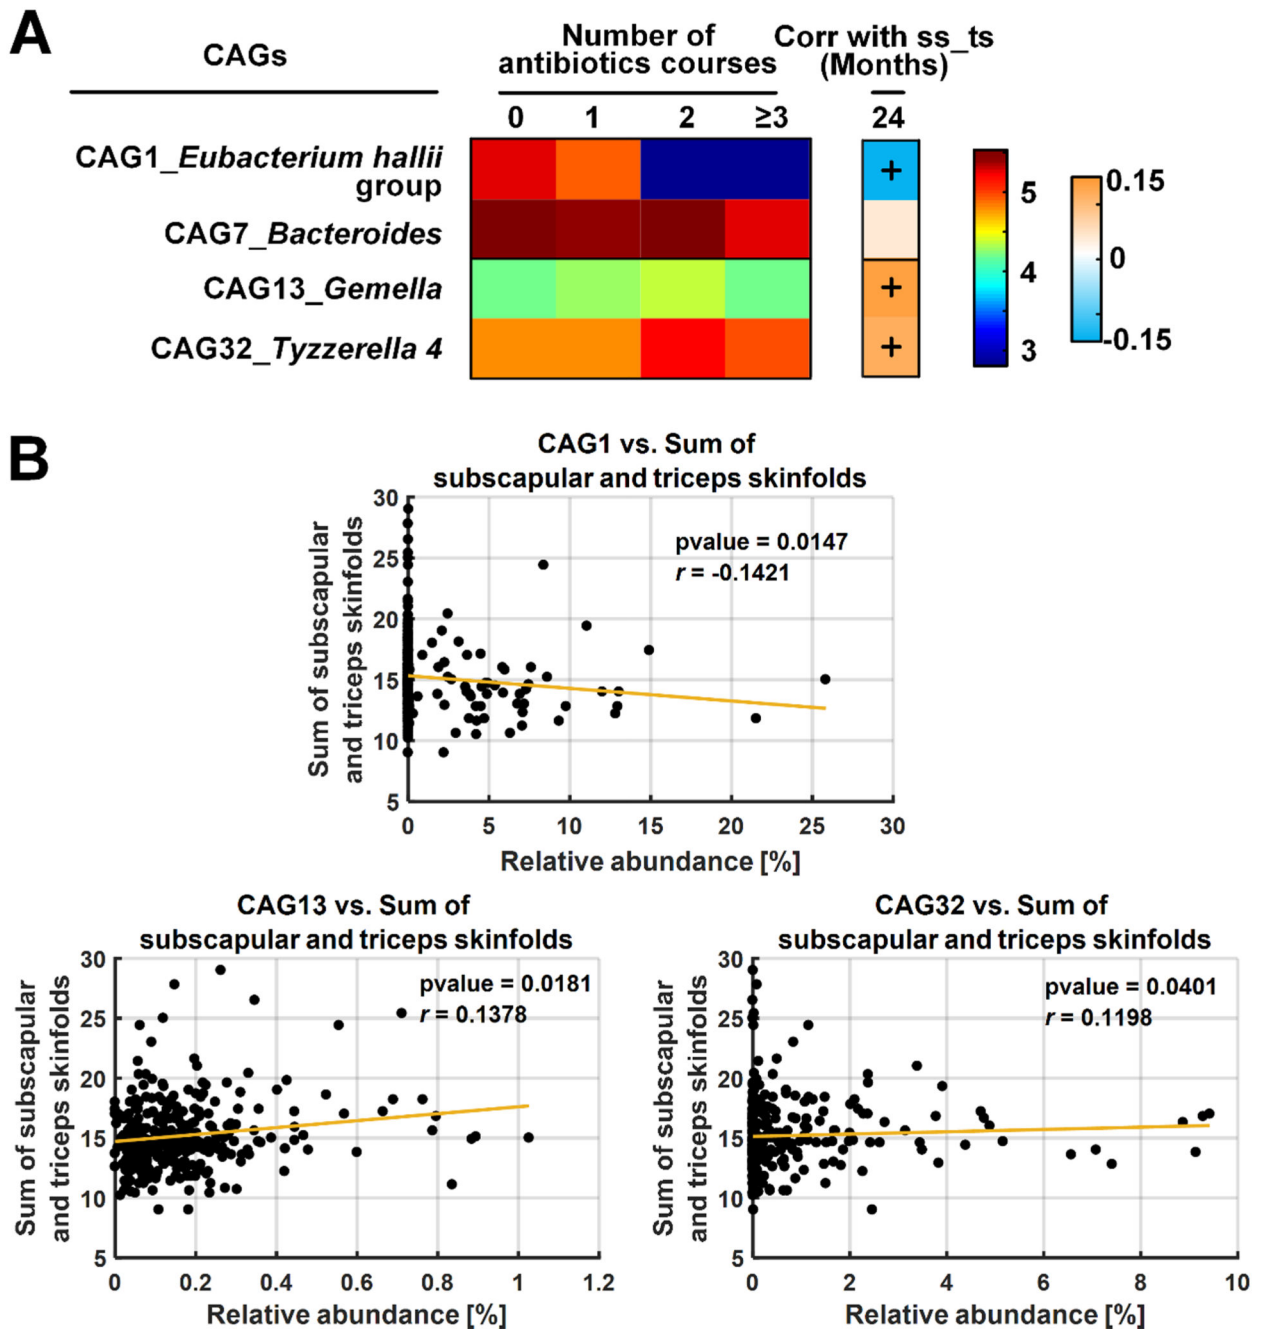 A
CAGs
Number of
antibiotics courses
Corr with ss_ts
(Months)
0 1 2 ≥3 24
CAG1_Eubacterium hallii
group
+
CAG7_Bacteroides
CAG13_Gemella
+
CAG32_Tyzzerella 4
+
5
4
3
0.15
0
-0.15
B
CAG1 vs. Sum of
subscapular and triceps skinfolds
pvalue = 0.0147
r = -0.1421
Sum of subscapular
and triceps skinfolds
30
25
20
15
10
5
0 5 10 15 20 25 30
Relative abundance [%]
CAG13 vs. Sum of
subscapular and triceps skinfolds
pvalue = 0.0181
r = 0.1378
Sum of subscapular
and triceps skinfolds
30
25
20
15
10
5
0 0.2 0.4 0.6 0.8 1 1.2
Relative abundance [%]
CAG32 vs. Sum of
subscapular and triceps skinfolds
pvalue = 0.0401
r = 0.1198
Sum of subscapular
and triceps skinfolds
30
25
20
15
10
5
0 2 4 6 8 10
Relative abundance [%]